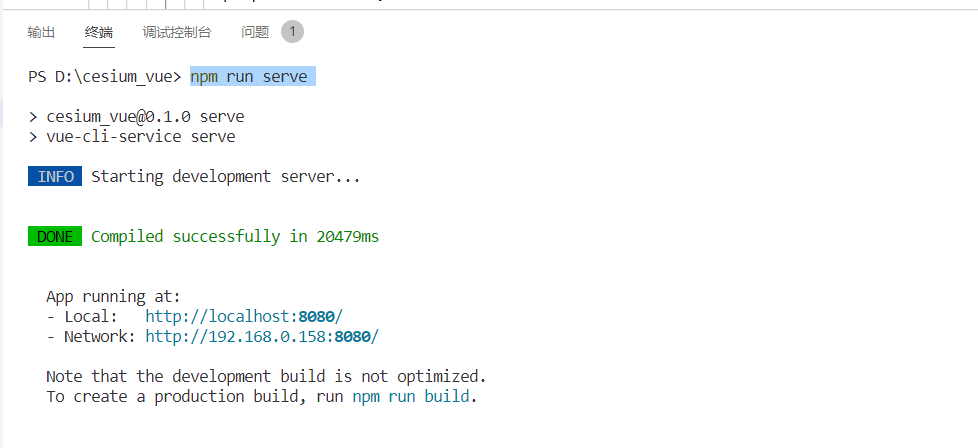 输出 终端 调试控制台 问题 1
PS D:\cesium_vue> npm run serve
> cesium_vue@0.1.0 serve
> vue-cli-service serve
INFO Starting development server...
DONE Compiled successfully in 20479ms
App running at:
- Local: http://localhost:8080/
- Network: http://192.168.0.158:8080/
Note that the development build is not optimized.
To create a production build, run npm run build.